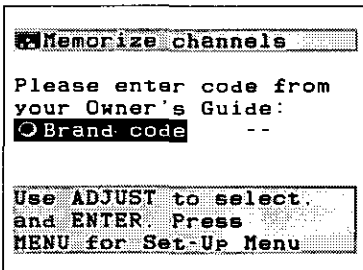 Memorize channels
Please enter code from
your Owner's Guide:
Brand code --
Use ADJUST to select.
and ENTER. Press
MENU for Set-Up Menu